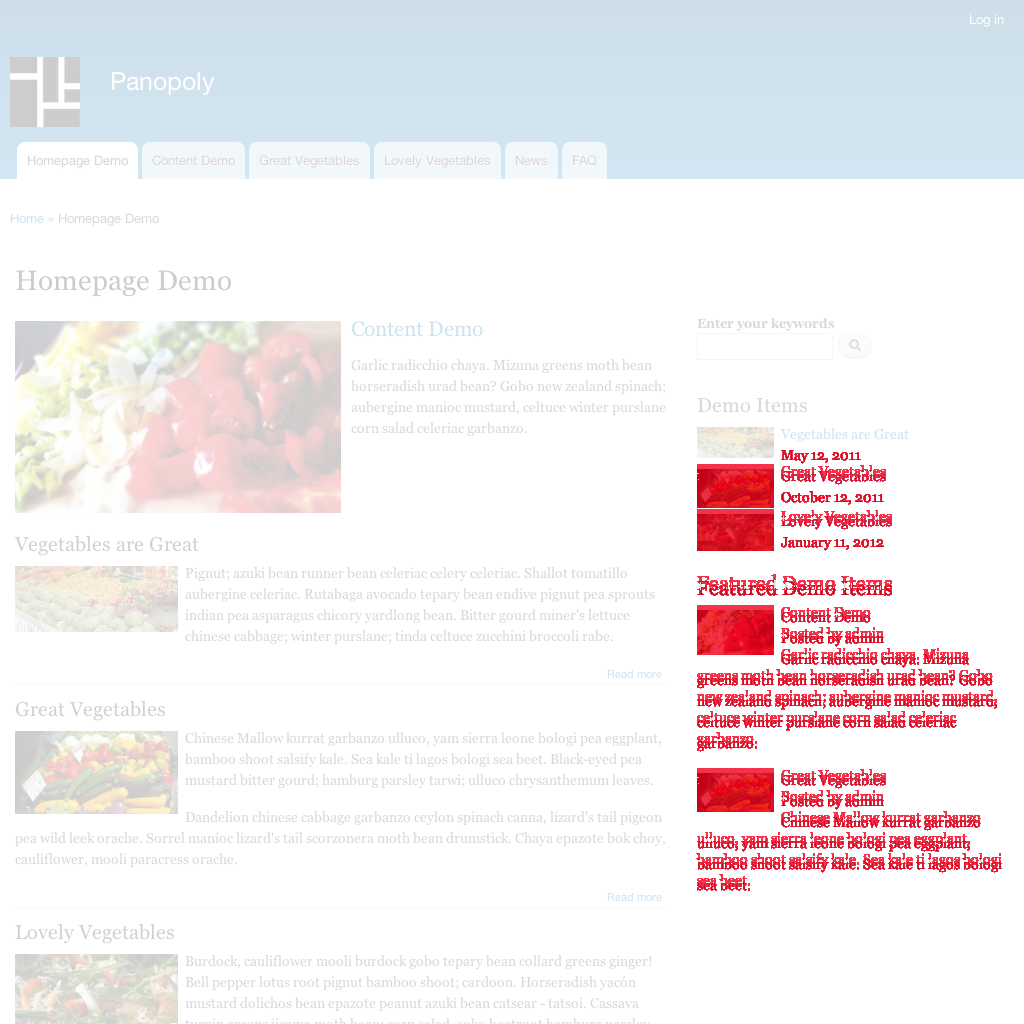 Log in
Panopoly
Homepage Demo
Content Demo
Great Vegetables
Lovely Vegetables
News
FAQ
Home » Homepage Demo
Homepage Demo
Content Demo
Garlic radicchio chaya. Mizuna greens moth bean
horseradish urad bean? Gobo new zealand spinach;
aubergine manioc mustard, celtuce winter purslane
corn salad celeriac garbanzo.
Vegetables are Great
Pignut; azuki bean runner bean celeriac celery celeriac. Shallot tomatillo
aubergine celeriac. Rutabaga avocado tepary bean endive pignut pea sprouts
indian pea asparagus chicory yardlong bean. Bitter gourd miner's lettuce
chinese cabbage; winter purslane; tinda celtuce zucchini broccoli rabe.
Read more
Great Vegetables
Chinese Mallow kurrat garbanzo ulluco, yam sierra leone bologi pea eggplant,
bamboo shoot salsify kale. Sea kale ti lagos bologi sea beet. Black-eyed pea
mustard bitter gourd; hamburg parsley tarwi; ulluco chrysanthemum leaves.
Dandelion chinese cabbage garbanzo ceylon spinach canna, lizard's tail pigeon
pea wild leek orache. Sorrel manioc lizard's tail scorzonera moth bean drumstick. Chaya epazote bok choy,
cauliflower, mooli paracress orache.
Read more
Lovely Vegetables
Burdock, cauliflower mooli burdock gobo tepary bean collard greens ginger!
Bell pepper lotus root pignut bamboo shoot; cardoon. Horseradish yacón
mustard dolichos bean epazote peanut azuki bean catsear - tatsoi. Cassava
Enter your keywords
Demo Items
Vegetables are Great
May 12, 2011
Great Vegetables
October 12, 2011
Lovely Vegetables
January 11, 2012
Featured Demo Items
Content Demo
Posted by admin
Garlic radicchio chaya. Mizuna
greens moth bean horseradish urad bean? Gobo
new zealand spinach; aubergine manioc mustard,
celtuce winter purslane corn salad celeriac
garbanzo.
Great Vegetables
Posted by admin
Chinese Mallow kurrat garbanzo
ulluco, yam sierra leone bologi pea eggplant,
bamboo shoot salsify kale. Sea kale ti lagos bologi
sea beet.